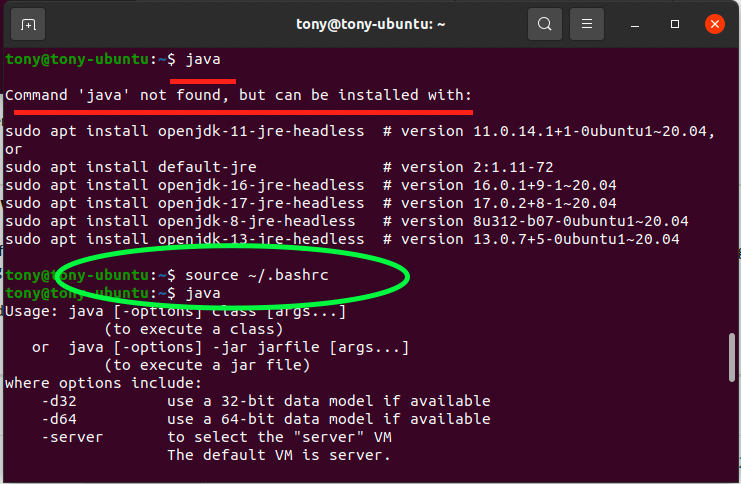 tony@tony-ubuntu: ~
tony@tony-ubuntu:~$ java
Command 'java' not found, but can be installed with:
sudo apt install openjdk-11-jre-headless  # version 11.0.14.1+1-0ubuntu1~20.04,
or
sudo apt install default-jre              # version 2:1.11-72
sudo apt install openjdk-16-jre-headless  # version 16.0.1+9-1~20.04
sudo apt install openjdk-17-jre-headless  # version 17.0.2+8-1~20.04
sudo apt install openjdk-8-jre-headless   # version 8u312-b07-0ubuntu1~20.04
sudo apt install openjdk-13-jre-headless  # version 13.0.7+5-0ubuntu1~20.04
tony@tony-ubuntu:~$ source ~/.bashrc
tony@tony-ubuntu:~$ java
Usage: java [-options] class [args...]
           (to execute a class)
   or  java [-options] -jar jarfile [args...]
           (to execute a jar file)
where options include:
    -d32          use a 32-bit data model if available
    -d64          use a 64-bit data model if available
    -server       to select the "server" VM
                  The default VM is server.